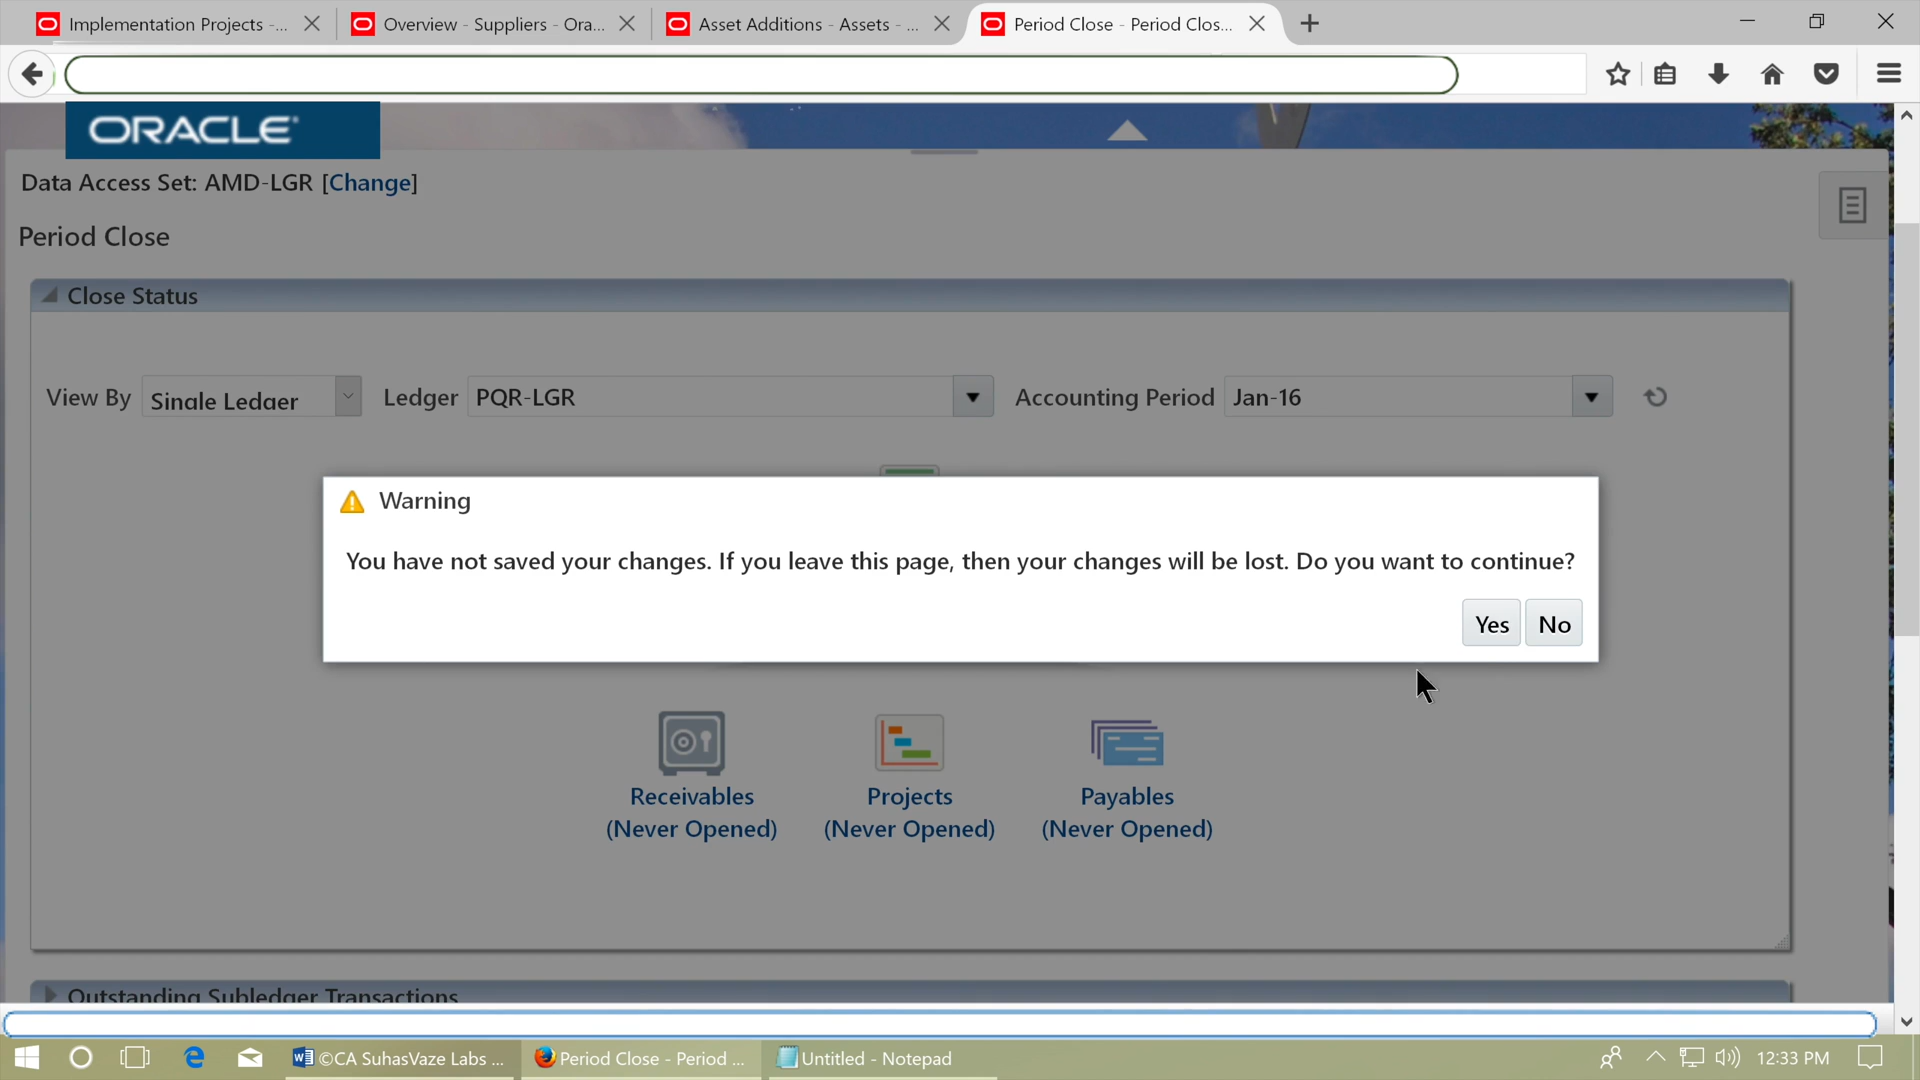 Implementation Projects -...
Overview - Suppliers - Ora...
Asset Additions - Assets - ...
Period Close - Period Clos...
ORACLE
Data Access Set: AMD-LGR [Change]
Period Close
Close Status
View By Single Ledger Ledger PQR-LGR Accounting Period Jan-16
Warning
You have not saved your changes. If you leave this page, then your changes will be lost. Do you want to continue?
Yes No
Receivables
(Never Opened)
Projects
(Never Opened)
Payables
(Never Opened)
Outstanding Subledger Transactions
©CA SuhasVaze Labs ...
Period Close - Period ...
Untitled - Notepad
12:33 PM